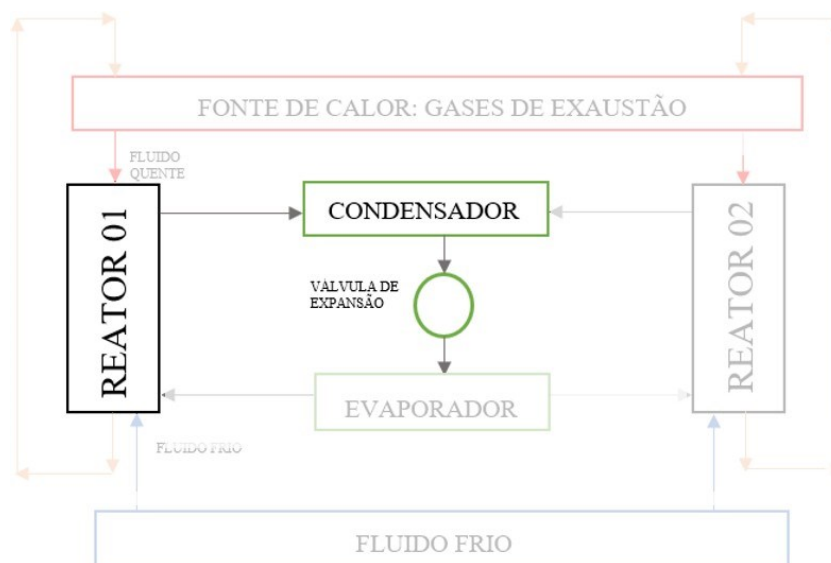 FONTE DE CALOR: GASES DE EXAUSTÃO
FLUIDO
QUENTE
REATOR 01
CONDENSADOR
REATOR 02
VÁLVULA DE
EXPANSÃO
EVAPORADOR
FLUIDO FRIO
FLUIDO FRIO